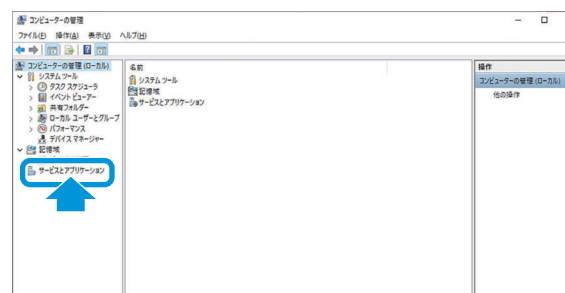 コンピューターの管理
ファイル(F) 操作(A) 表示(V) ヘルプ(H)
コンピューターの管理 (ローカル)
システム ツール
タスク スケジューラ
イベント ビューアー
共有フォルダー
ローカル ユーザーとグループ
パフォーマンス
デバイス マネージャー
記憶域
サービスとアプリケーション
名前
システム ツール
記憶域
サービスとアプリケーション
操作
コンピューターの管理 (ローカル)
他の操作